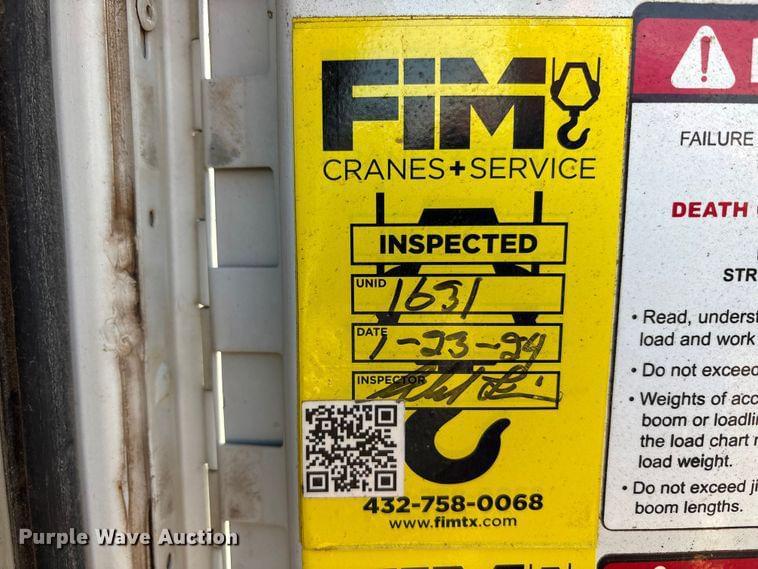 FIM
CRANES+SERVICE
INSPECTED
UNID 1631
DATE 1-23-24
INSPECTOR
432-758-0068
www.fimtx.com
FAILURE
DEATH
STR
• Read, underst
load and work
• Do not exceed
• Weights of acc
boom or loadli
the load chart
load weight.
• Do not exceed ji
boom lengths.
Purple Wave Auction